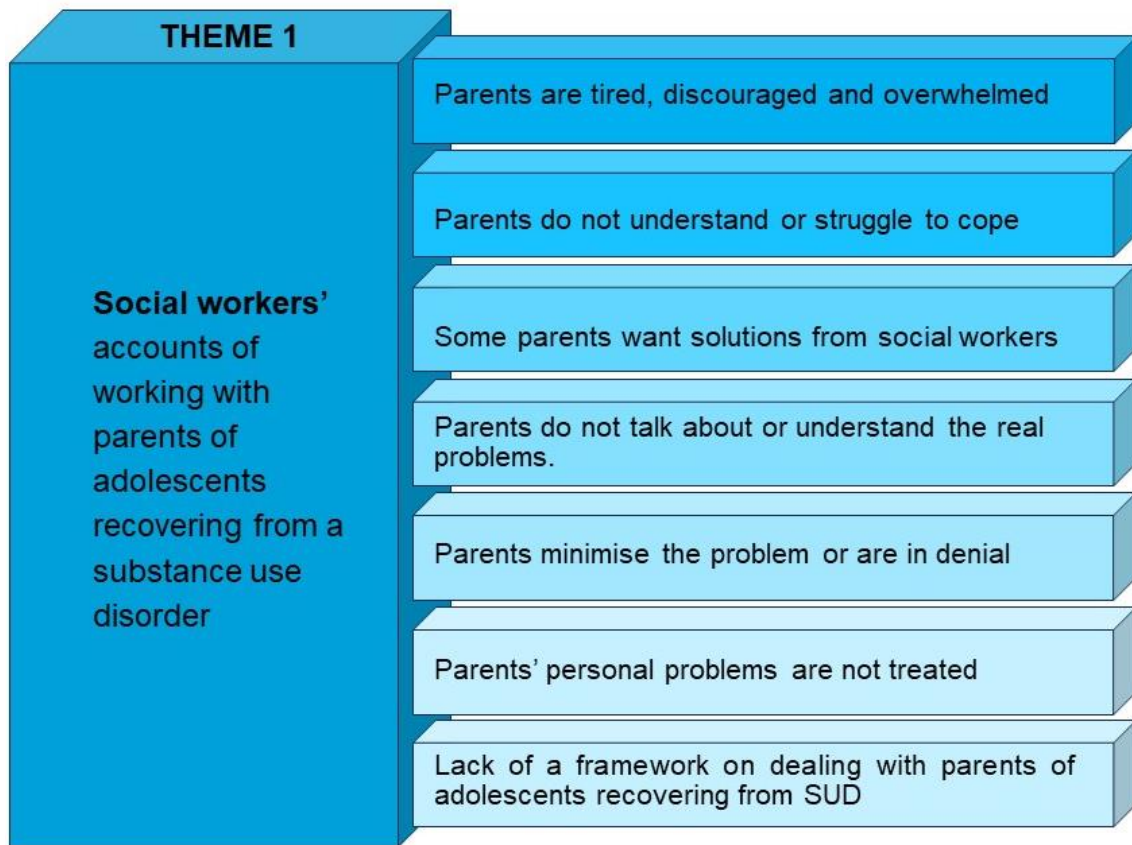 THEME 1
Social workers’
accounts of
working with
parents of
adolescents
recovering from a
substance use
disorder
Parents are tired, discouraged and overwhelmed
Parents do not understand or struggle to cope
Some parents want solutions from social workers
Parents do not talk about or understand the real
problems.
Parents minimise the problem or are in denial
Parents’ personal problems are not treated
Lack of a framework on dealing with parents of
adolescents recovering from SUD